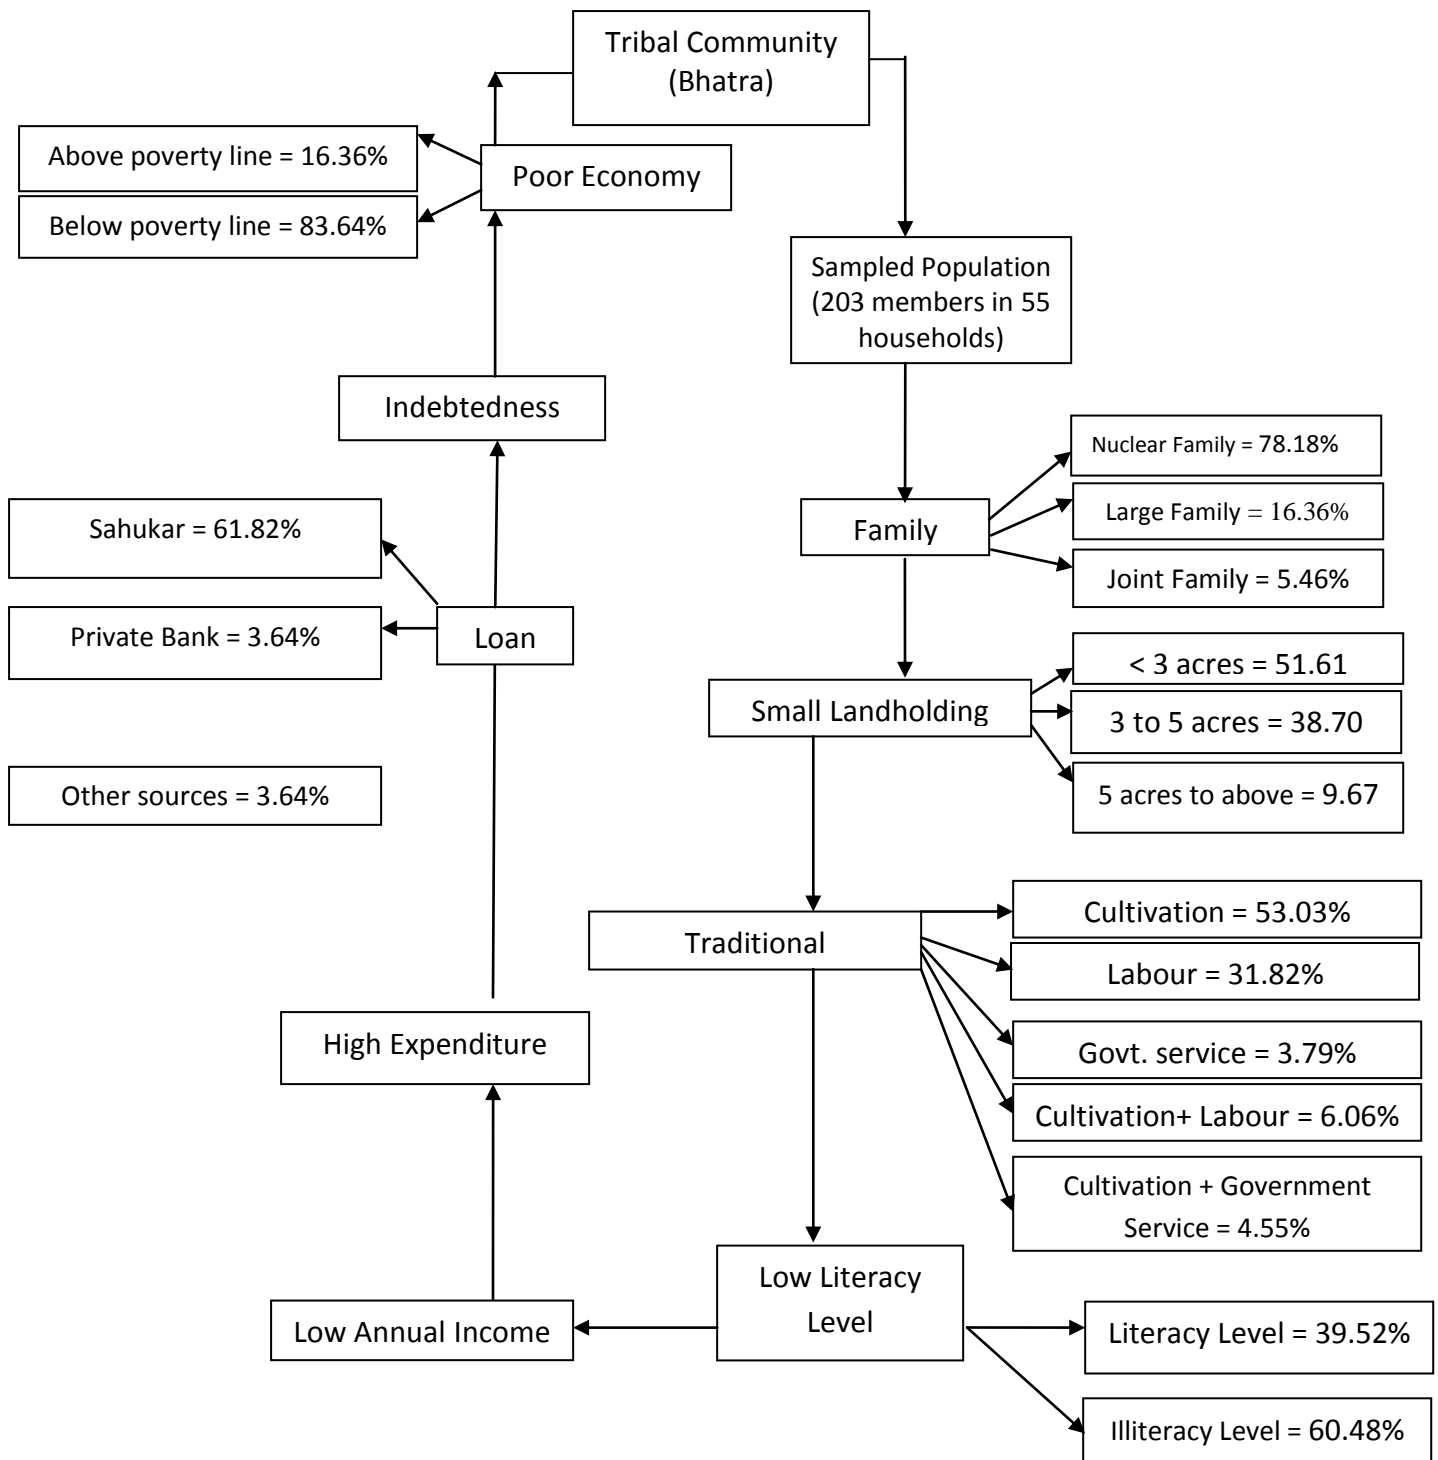 Tribal Community
(Bhatra)
Above poverty line = 16.36%
Poor Economy
Below poverty line = 83.64%
Sampled Population
(203 members in 55
households)
Indebtedness
Nuclear Family = 78.18%
Large Family = 16.36%
Family
Joint Family = 5.46%
Sahukar = 61.82%
Private Bank = 3.64%
Loan
Other sources = 3.64%
< 3 acres = 51.61
Small Landholding
3 to 5 acres = 38.70
5 acres to above = 9.67
Traditional
Cultivation = 53.03%
Labour = 31.82%
Govt. service = 3.79%
Cultivation+ Labour = 6.06%
Cultivation + Government
Service = 4.55%
High Expenditure
Low Literacy
Level
Low Annual Income
Literacy Level = 39.52%
Illiteracy Level = 60.48%